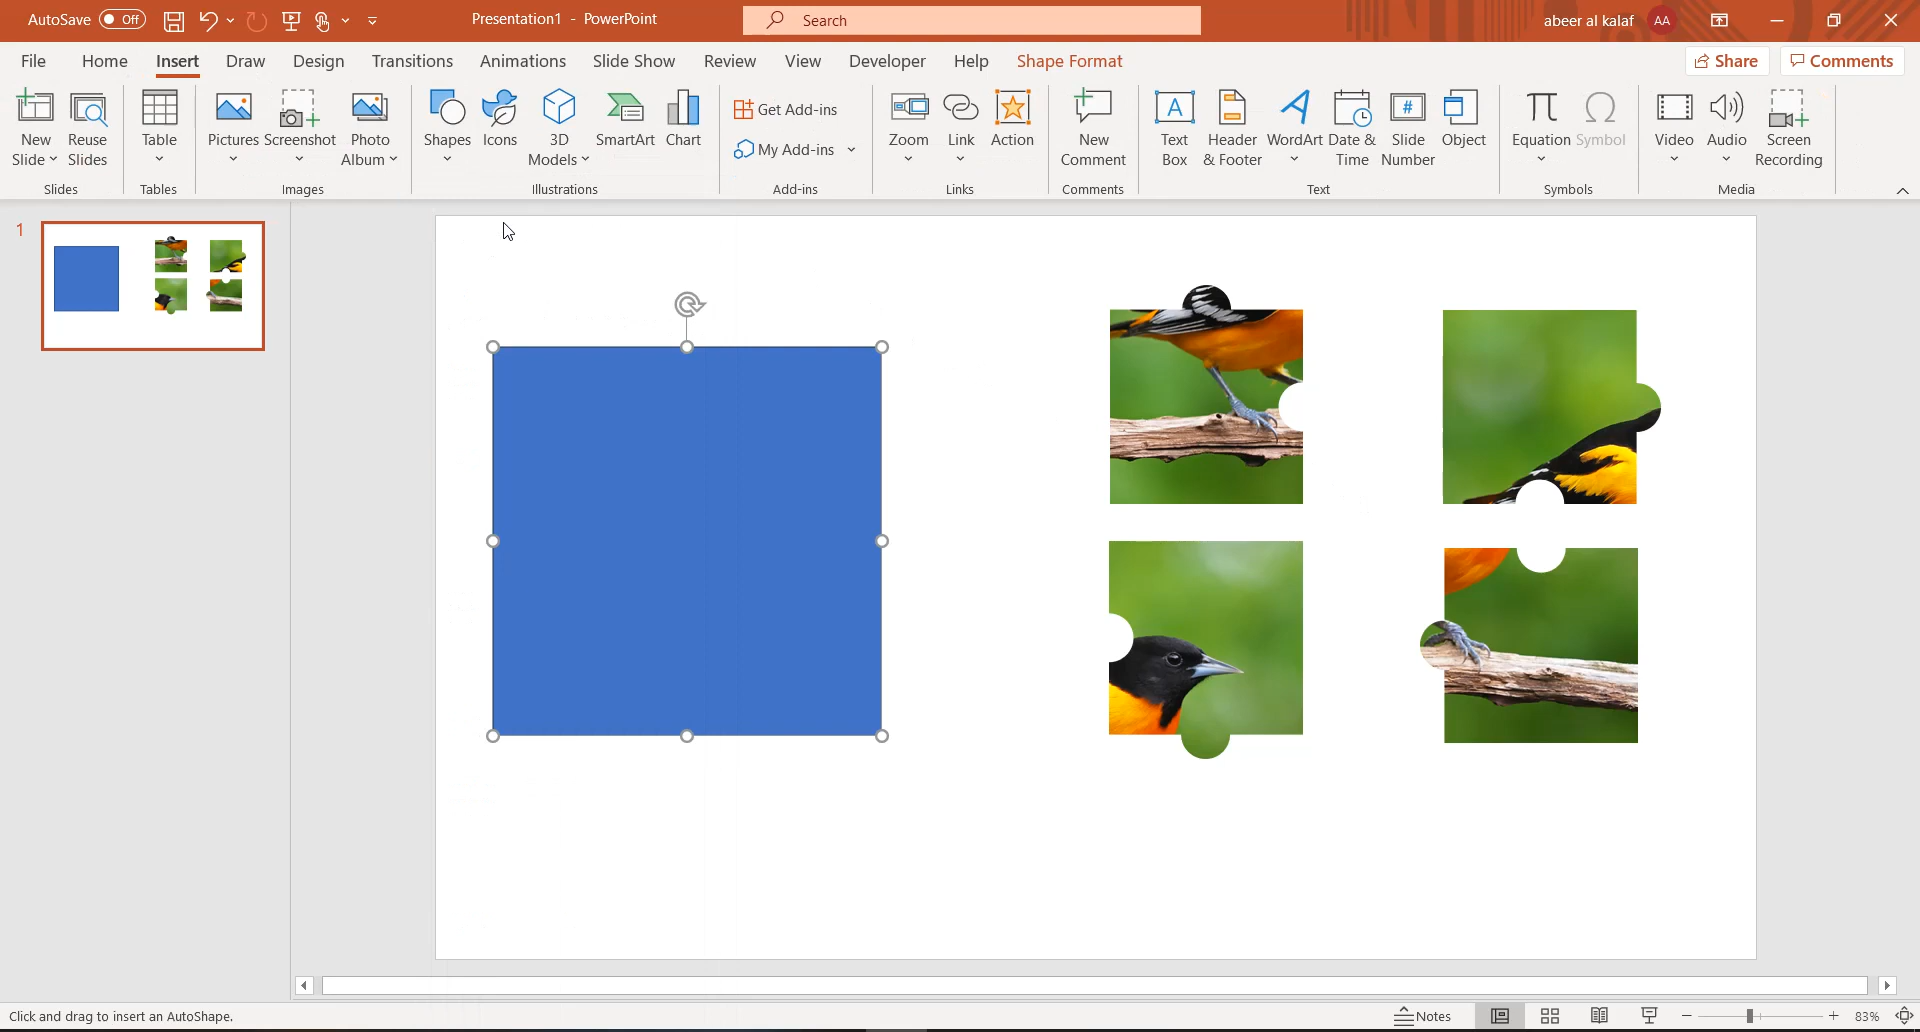 AutoSave Off Presentation1 - PowerPoint Search abeer al kalaf AA
File Home Insert Draw Design Transitions Animations Slide Show Review View Developer Help Shape Format Share Comments
New Slide Reuse Slides Table Pictures Screenshot Photo Album Shapes Icons 3D Models SmartArt Chart Get Add-ins My Add-ins Zoom Link Action New Comment Text Box Header & Footer WordArt Date & Time Slide Number Object Equation Symbol Video Audio Screen Recording
Slides Tables Images Illustrations Add-ins Links Comments Text Symbols Media
1
Click and drag to insert an AutoShape. Notes 83%